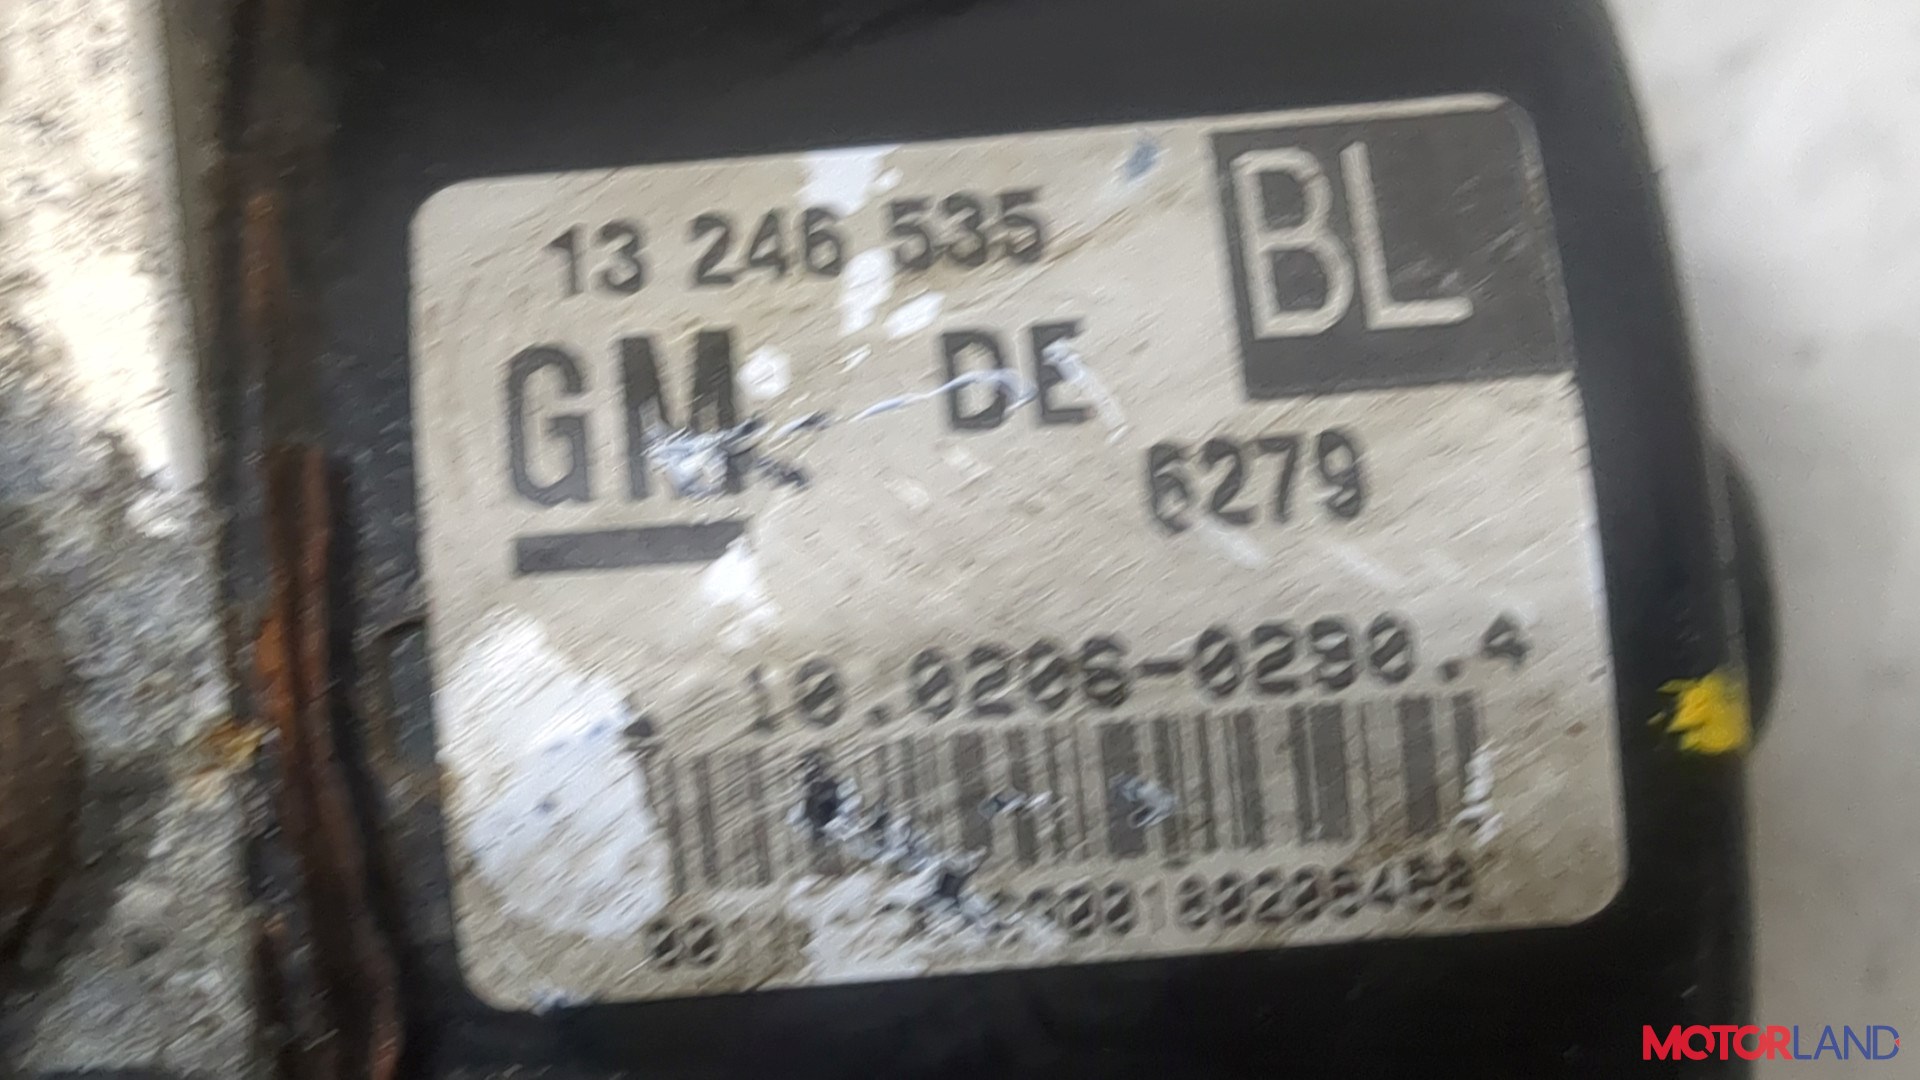 13 246 535
BL
GM DE
6279
10.0206-0290.4
MOTORLAND